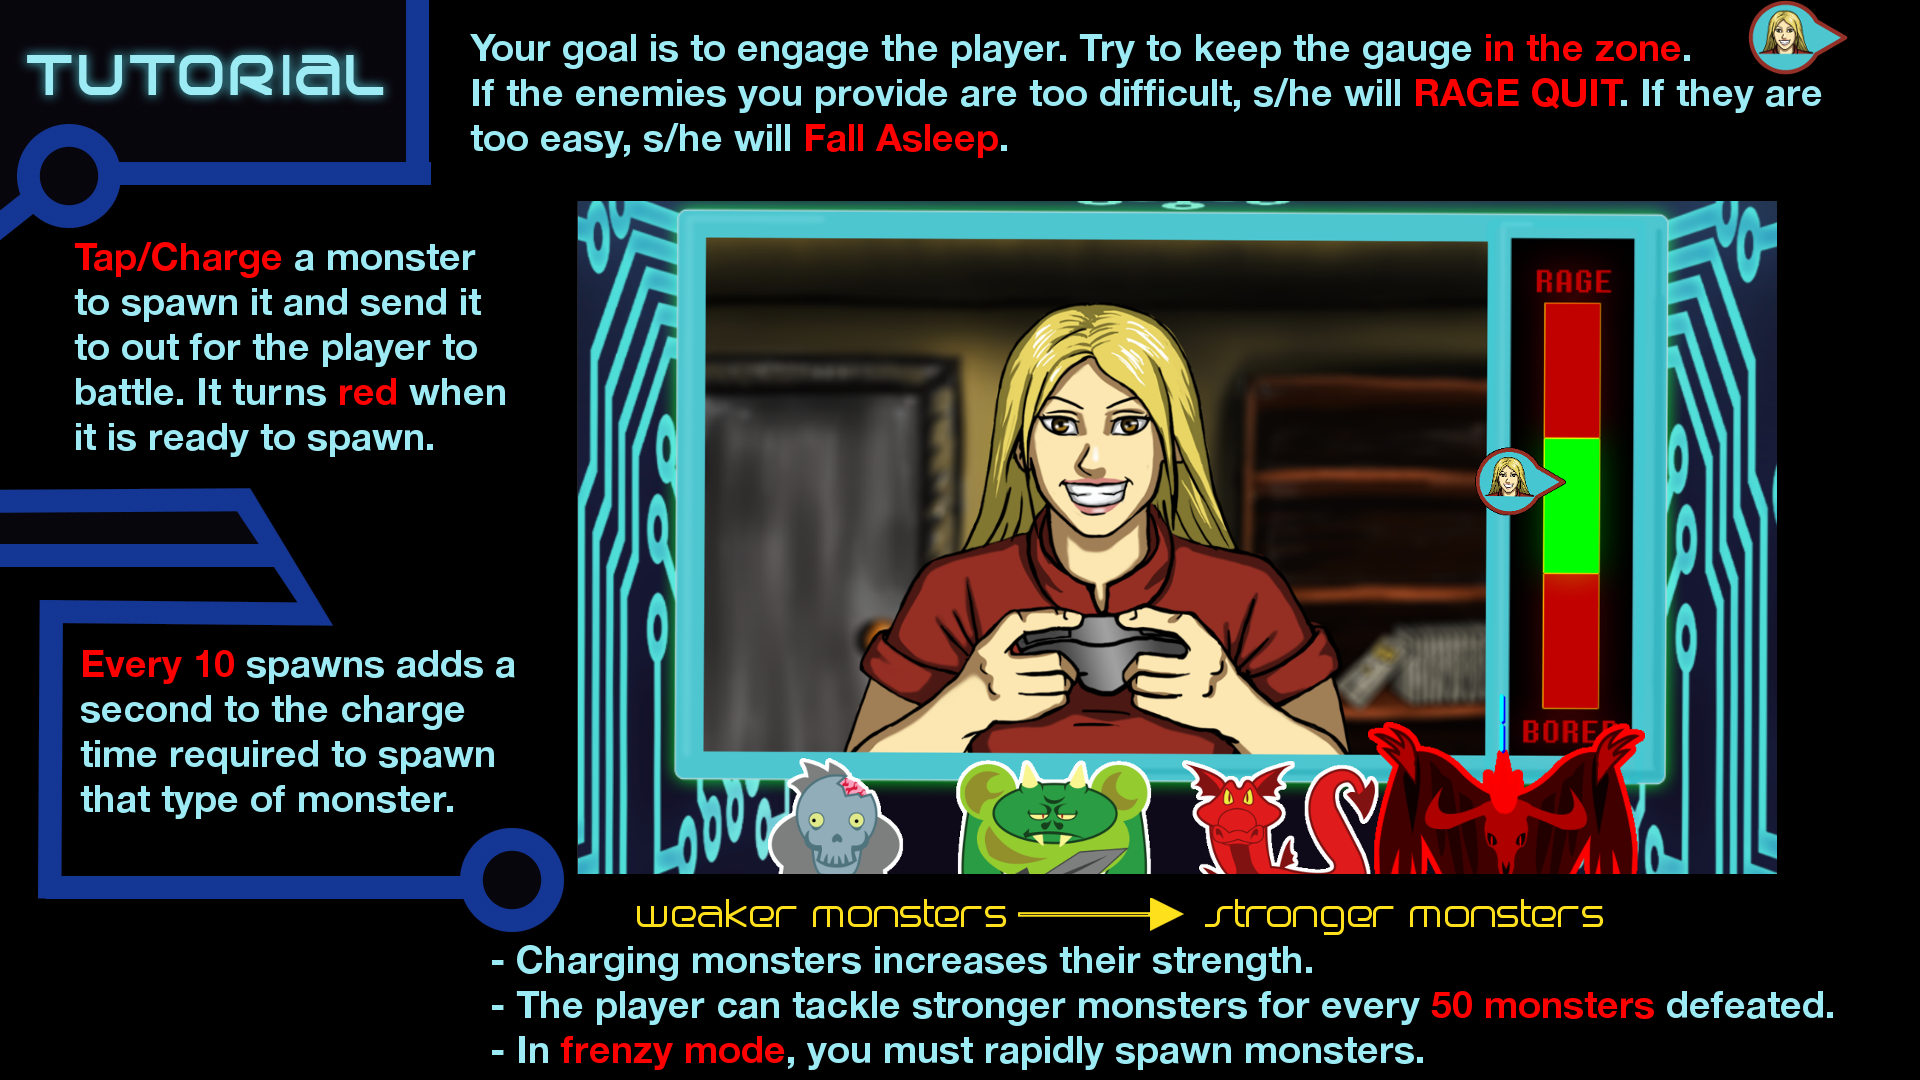 TUTORIAL
Your goal is to engage the player. Try to keep the gauge in the zone.
If the enemies you provide are too difficult, s/he will RAGE QUIT. If they are
too easy, s/he will Fall Asleep.
Tap/Charge a monster
to spawn it and send it
to out for the player to
battle. It turns red when
it is ready to spawn.
Every 10 spawns adds a
second to the charge
time required to spawn
that type of monster.
RAGE
BORED
weaker monsters
stronger monsters
- Charging monsters increases their strength.
- The player can tackle stronger monsters for every 50 monsters defeated.
- In frenzy mode, you must rapidly spawn monsters.